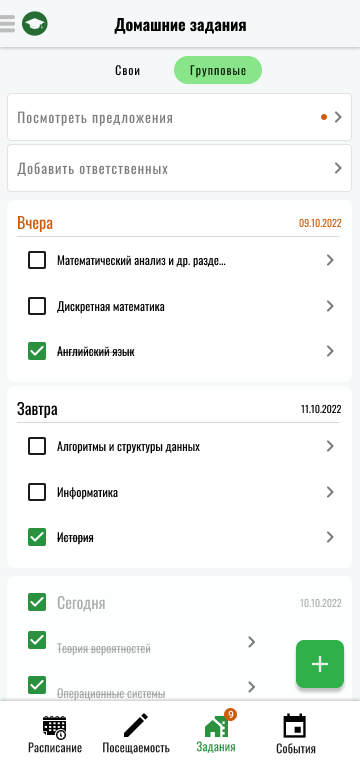 Домашние задания
Свои
Групповые
Посмотреть предложения
Добавить ответственных
Вчера 09.10.2022
Математический анализ и др. разде...
Дискретная математика
Английский язык
Завтра 11.10.2022
Алгоритмы и структуры данных
Информатика
История
Сегодня 10.10.2022
Теория вероятностей
Операционные системы
9
Расписание Посещаемость Задания События